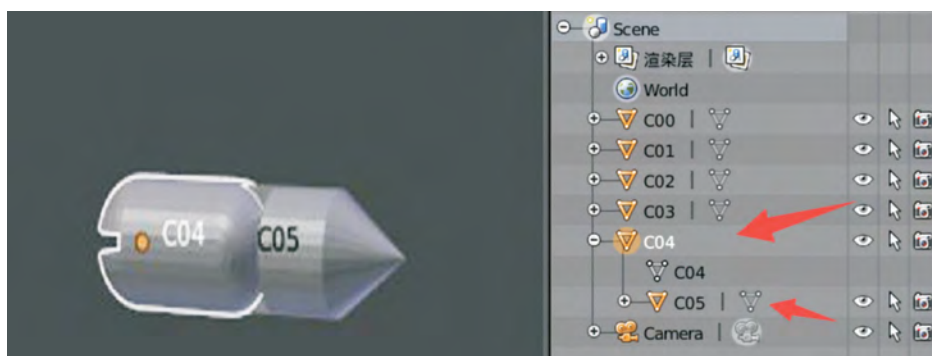 C04
C05
Scene
渲染层 |
World
C00 |
C01 |
C02 |
C03 |
C04
C04
C05 |
Camera |